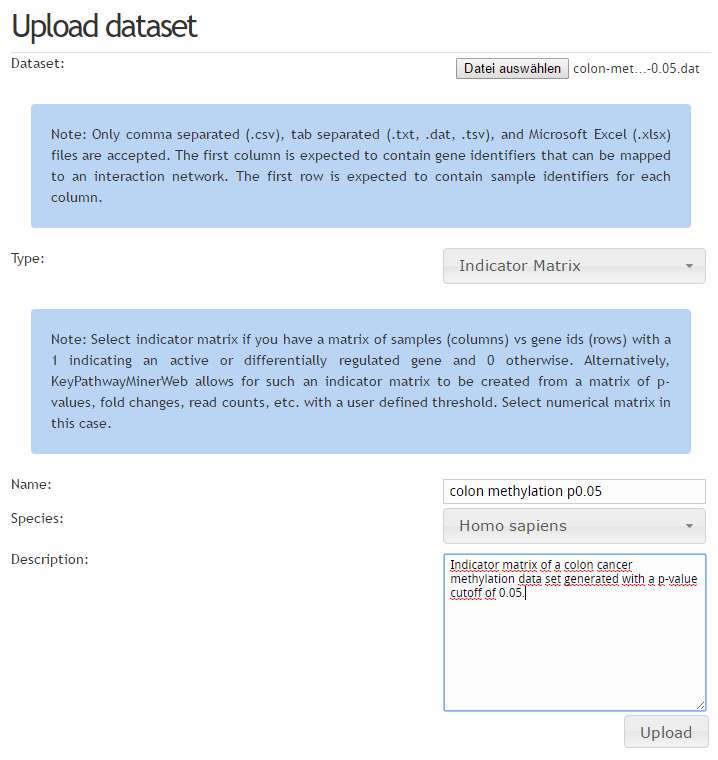 Upload dataset
Dataset:
Datei auswählen colon-met...-0.05.dat
Note: Only comma separated (.csv), tab separated (.txt, .dat, .tsv), and Microsoft Excel (.xlsx)
files are accepted. The first column is expected to contain gene identifiers that can be mapped
to an interaction network. The first row is expected to contain sample identifiers for each
column.
Type:
Indicator Matrix
Note: Select indicator matrix if you have a matrix of samples (columns) vs gene ids (rows) with a
1 indicating an active or differentially regulated gene and 0 otherwise. Alternatively,
KeyPathwayMinerWeb allows for such an indicator matrix to be created from a matrix of p-
values, fold changes, read counts, etc. with a user defined threshold. Select numerical matrix in
this case.
Name:
colon methylation p0.05
Species:
Homo sapiens
Description:
Indicator matrix of a colon cancer
methylation data set generated with a p-value
cutoff of 0.05.
Upload